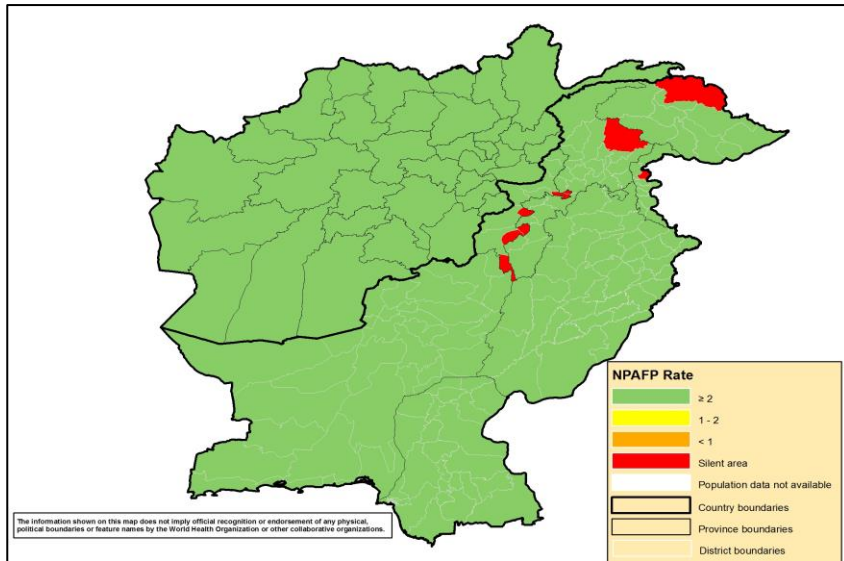 NPAFP Rate
≥ 2
1 - 2
< 1
Silent area
Population data not available
Country boundaries
Province boundaries
District boundaries
The information shown on this map does not imply official recognition or endorsement of any physical,
political boundaries or feature names by the World Health Organization or other collaborative organizations.